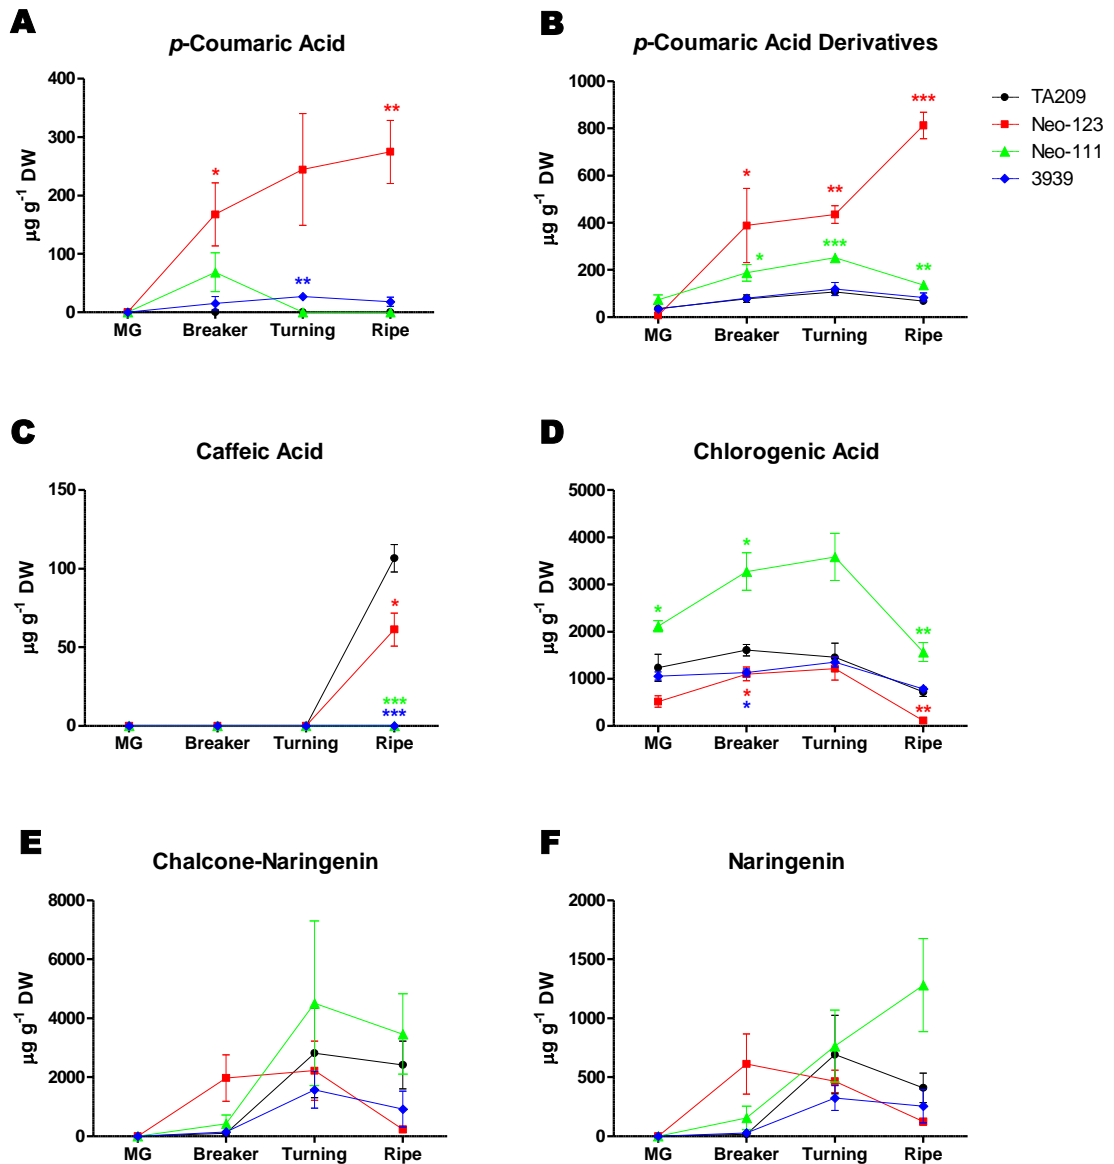 A
p-Coumaric Acid
400
300
200
100
0
µg g-1 DW
**
*
**
MG Breaker Turning Ripe
B
p-Coumaric Acid Derivatives
1000
800
600
400
200
0
µg g-1 DW
***
*
**
***
*
**
MG Breaker Turning Ripe
TA209
Neo-123
Neo-111
3939
C
Caffeic Acid
150
100
50
0
µg g-1 DW
*
***
***
MG Breaker Turning Ripe
D
Chlorogenic Acid
5000
4000
3000
2000
1000
0
µg g-1 DW
*
*
**
*
*
**
MG Breaker Turning Ripe
E
Chalcone-Naringenin
8000
6000
4000
2000
0
µg g-1 DW
MG Breaker Turning Ripe
F
Naringenin
2000
1500
1000
500
0
µg g-1 DW
MG Breaker Turning Ripe